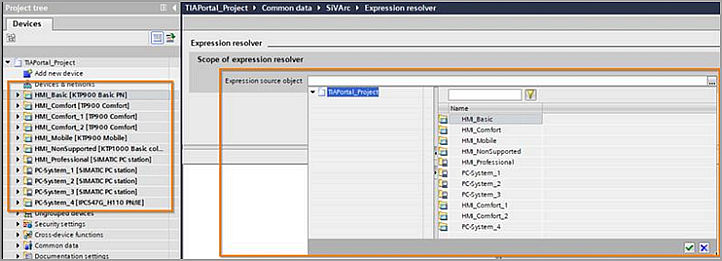 Project tree
TIAPortal_Project ▸ Common data ▸ SiVArc ▸ Expression resolver
Devices
TIAPortal_Project
Add new device
Devices & networks
HMI_Basic [KTP900 Basic PN]
HMI_Comfort [TP900 Comfort]
HMI_Comfort_1 [TP900 Comfort]
HMI_Comfort_2 [TP900 Comfort]
HMI_Mobile [KTP900 Mobile]
HMI_NonSupported [KTP1000 Basic col...
HMI_Professional [SIMATIC PC station]
PC-System_1 [SIMATIC PC station]
PC-System_2 [SIMATIC PC station]
PC-System_3 [SIMATIC PC station]
PC-System_4 [IPC547G_H110 PN/IE]
Ungrouped devices
Security settings
Cross-device functions
Common data
Documentation settings
Expression resolver
Scope of expression resolver
Expression source object
...
TIAPortal_Project
Name
HMI_Basic
HMI_Comfort
HMI_Mobile
HMI_NonSupported
HMI_Professional
PC-System_1
PC-System_2
PC-System_3
HMI_Comfort_1
HMI_Comfort_2
PC-System_4